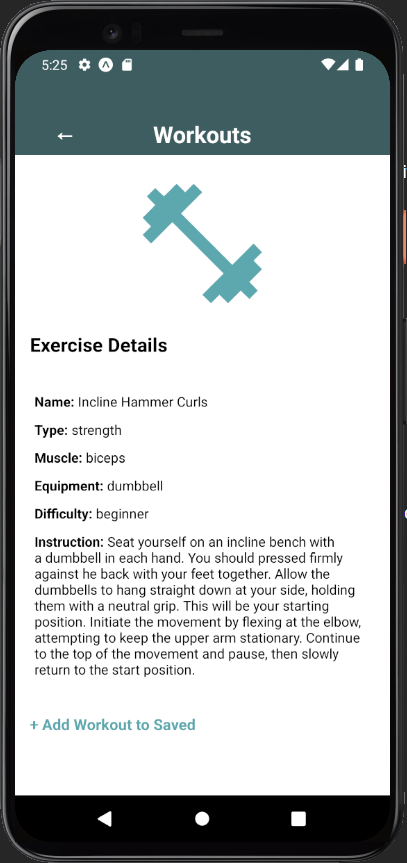 5:25
← Workouts
Exercise Details
Name: Incline Hammer Curls
Type: strength
Muscle: biceps
Equipment: dumbbell
Difficulty: beginner
Instruction: Seat yourself on an incline bench with
a dumbbell in each hand. You should pressed firmly
against he back with your feet together. Allow the
dumbbells to hang straight down at your side, holding
them with a neutral grip. This will be your starting
position. Initiate the movement by flexing at the elbow,
attempting to keep the upper arm stationary. Continue
to the top of the movement and pause, then slowly
return to the start position.
+ Add Workout to Saved